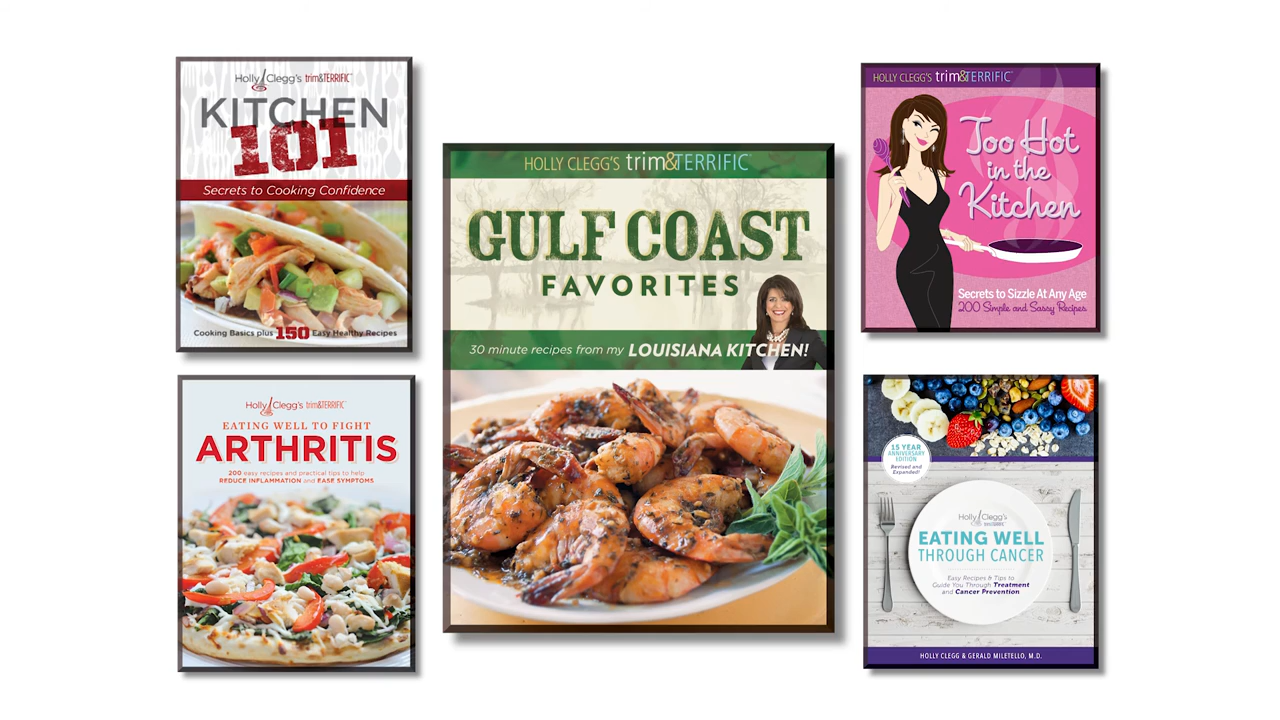 Holly Clegg's trim&TERRIFIC
KITCHEN
101
Secrets to Cooking Confidence
Cooking Basics plus 150 Easy Healthy Recipes
Holly Clegg's trim&TERRIFIC
EATING WELL TO FIGHT
ARTHRITIS
200 easy recipes and practical tips to help
REDUCE INFLAMMATION and EASE SYMPTOMS
HOLLY CLEGG'S trim&TERRIFIC
GULF COAST
FAVORITES
30 minute recipes from my LOUISIANA KITCHEN!
HOLLY CLEGG'S trim&TERRIFIC
Too Hot
in the
Kitchen
Secrets to Sizzle At Any Age
200 Simple and Sassy Recipes
15 YEAR
ANNIVERSARY
EDITION
Revised and
Expanded!
Holly Clegg's
EATING WELL
THROUGH CANCER
Easy Recipes & Tips to
Guide You Through Treatment
and Cancer Prevention
HOLLY CLEGG & GERALD MILETELLO, M.D.